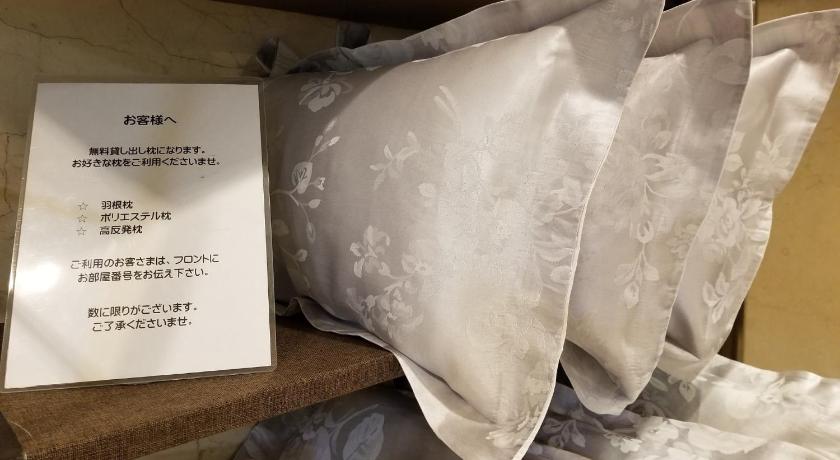 お客様へ
無料貸し出し枕になります。
お好きな枕をご利用くださいませ。
☆ 羽根枕
☆ ポリエステル枕
☆ 高反発枕
ご利用のお客さまは、フロントに
お部屋番号をお伝え下さい。
数に限りがございます。
ご了承くださいませ。